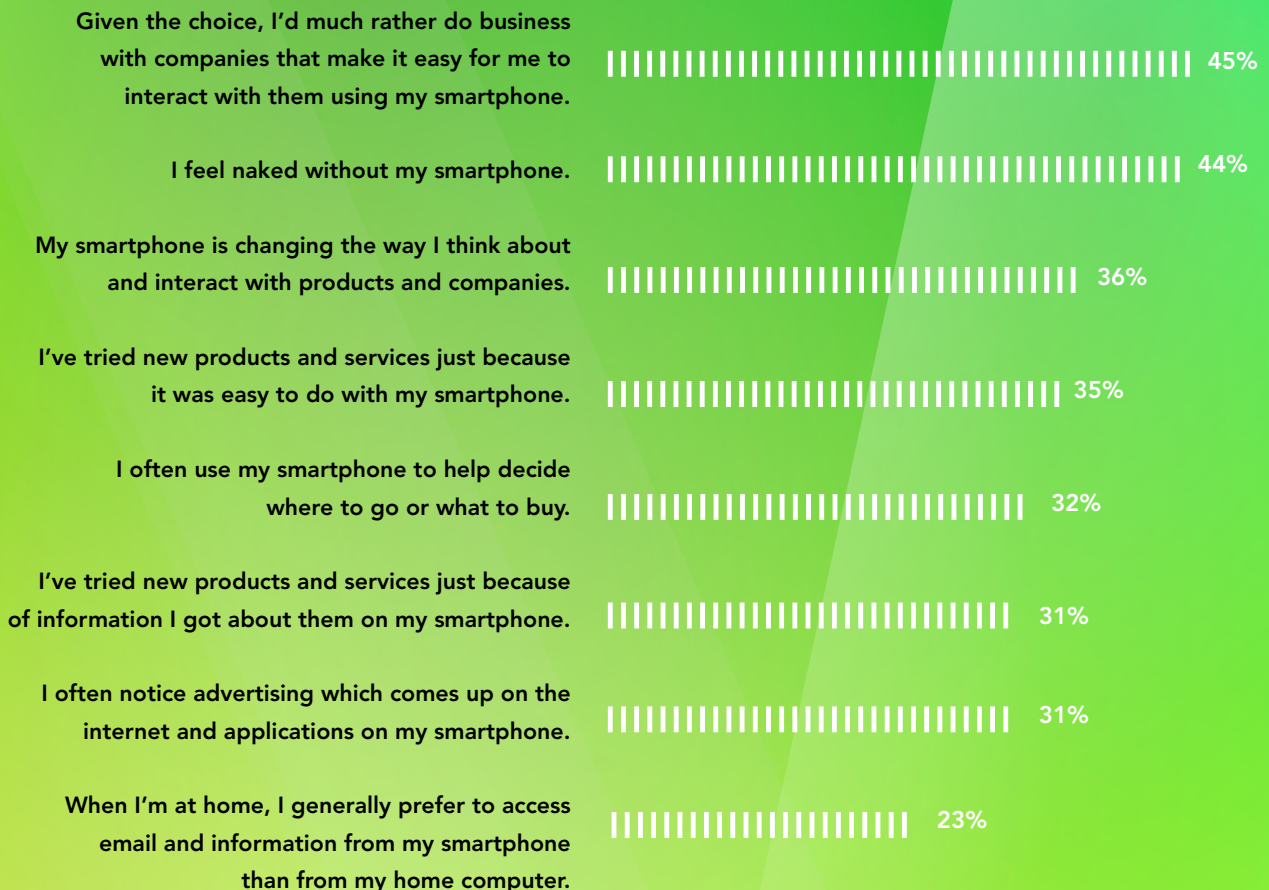 Given the choice, I’d much rather do business
with companies that make it easy for me to
interact with them using my smartphone.
45%
I feel naked without my smartphone.
44%
My smartphone is changing the way I think about
and interact with products and companies.
36%
I’ve tried new products and services just because
it was easy to do with my smartphone.
35%
I often use my smartphone to help decide
where to go or what to buy.
32%
I’ve tried new products and services just because
of information I got about them on my smartphone.
31%
I often notice advertising which comes up on the
internet and applications on my smartphone.
31%
When I’m at home, I generally prefer to access
email and information from my smartphone
than from my home computer.
23%